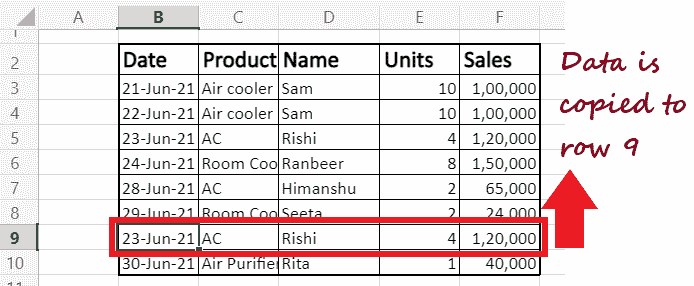 A B C D E F
1
2 Date Product Name Units Sales
3 21-Jun-21 Air cooler Sam 10 1,00,000
4 22-Jun-21 Air cooler Sam 10 1,00,000
5 23-Jun-21 AC Rishi 4 1,20,000
6 24-Jun-21 Room Coo Ranbeer 8 1,50,000
7 28-Jun-21 AC Himanshu 2 65,000
8 29-Jun-21 Room Coo Seeta 2 24,000
9 23-Jun-21 AC Rishi 4 1,20,000
10 30-Jun-21 Air Purifie Rita 1 40,000
11
Data is
copied to
row 9